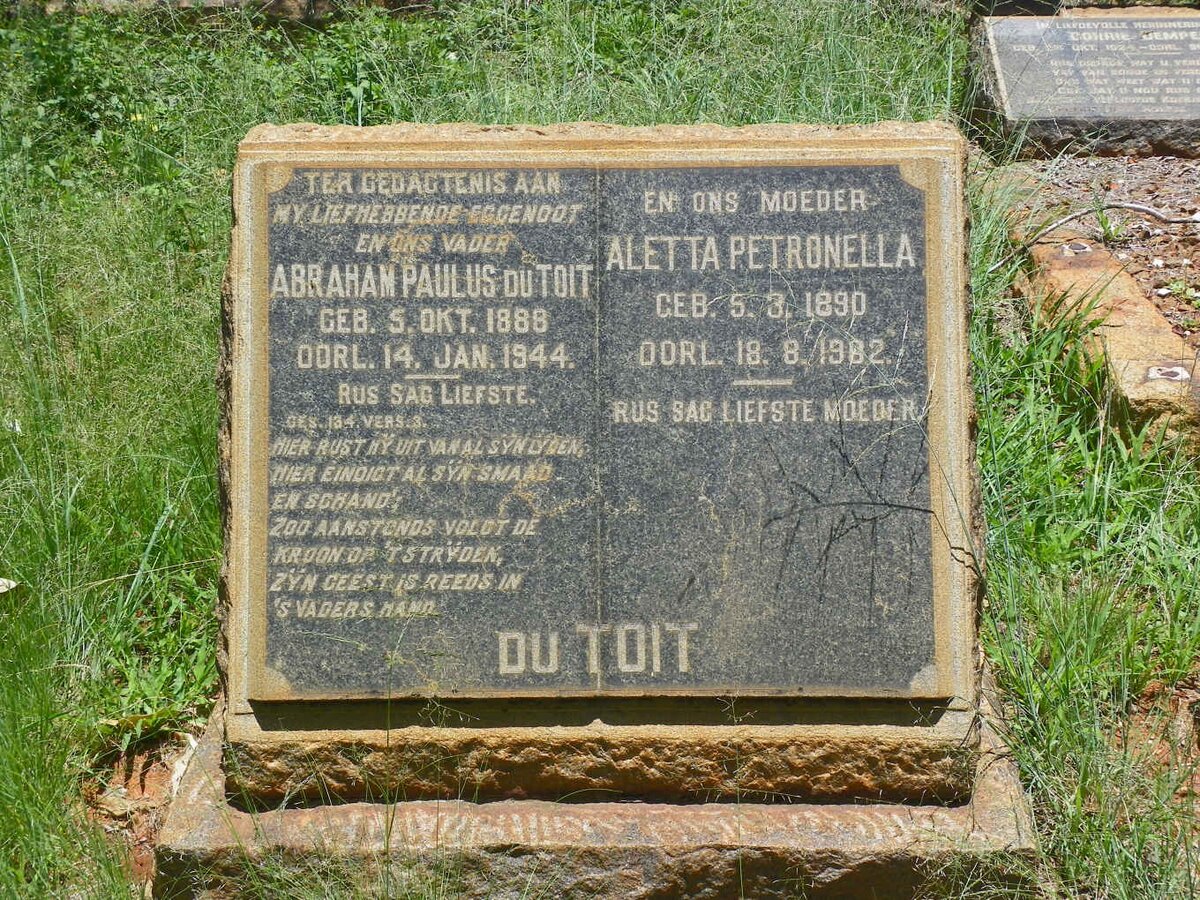 TER GEDAGTENIS AAN
MY LIEFHEBBENDE EGGENOOT
EN ONS VADER
ABRAHAM PAULUS DU TOIT
GEB. 5. OKT. 1888
OORL. 14. JAN. 1944.
RUS SAG LIEFSTE.
GES. 184. VERS. 3.
HIER RUST HY UIT VAN AL SYN LYDEN,
HIER EINDIGT AL SYN SMAAD
EN SCHAND',
ZOO AANSTONDS VOLGT DE
KROON OP 'T STRYDEN,
ZYN GEEST IS REEDS IN
'S VADERS HAND.
EN ONS MOEDER
ALETTA PETRONELLA
GEB. 5. 3. 1890
OORL. 18. 8. 1982.
RUS SAG LIEFSTE MOEDER
DU TOIT
IN LIEFDEVOLLE
CORRIE
OKT.